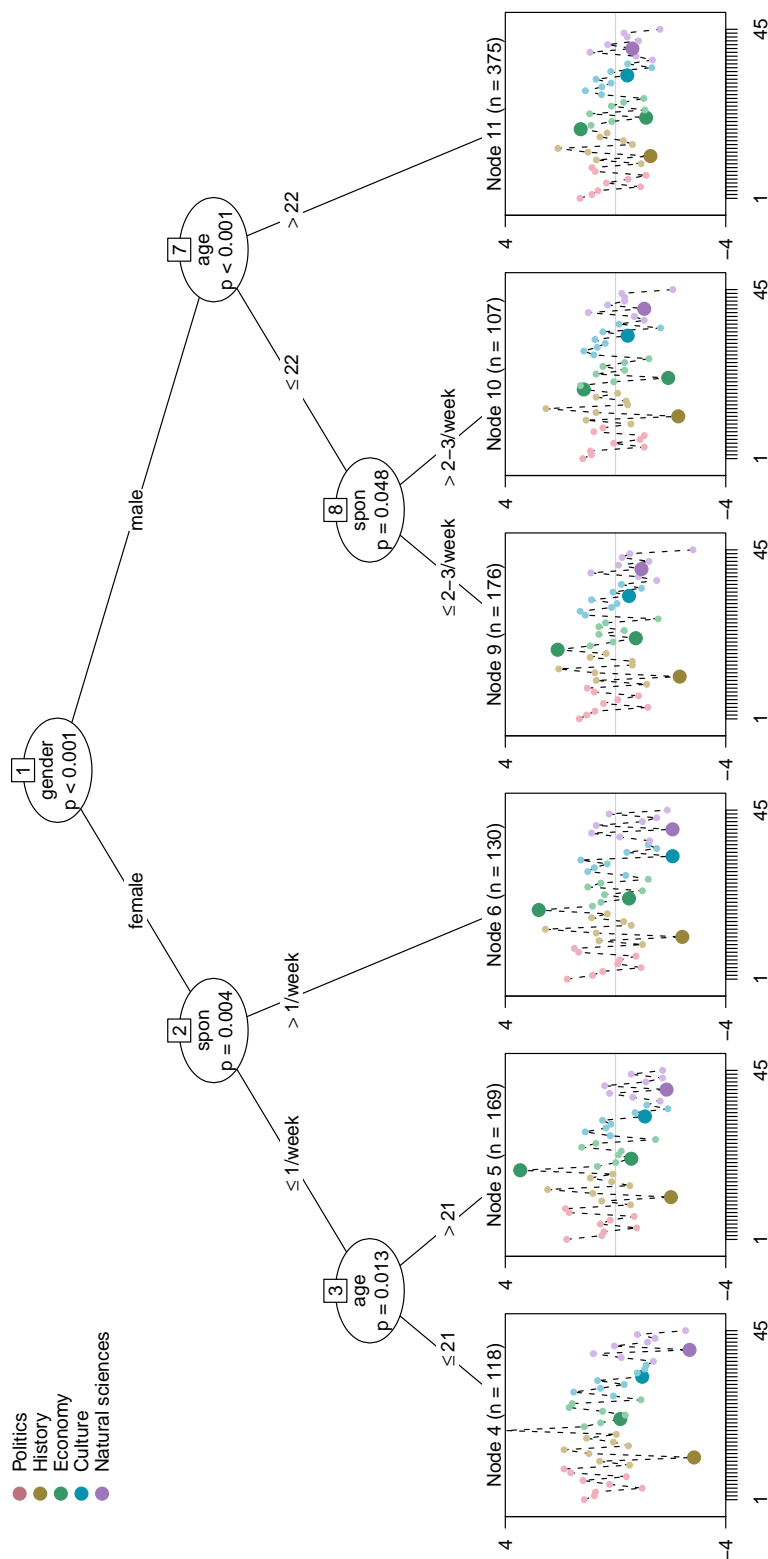 Politics
History
Economy
Culture
Natural sciences
1
gender
p < 0.001
female
male
2
spon
p = 0.004
7
age
p < 0.001
≤ 1/week
> 1/week
≤ 22
> 22
3
age
p = 0.013
8
spon
p = 0.048
≤ 21
> 21
≤ 2−3/week
> 2−3/week
Node 4 (n = 118)
Node 5 (n = 169)
Node 6 (n = 130)
Node 9 (n = 176)
Node 10 (n = 107)
Node 11 (n = 375)
4
4
4
4
4
4
−4
−4
−4
−4
−4
−4
1
45
1
45
1
45
1
45
1
45
1
45